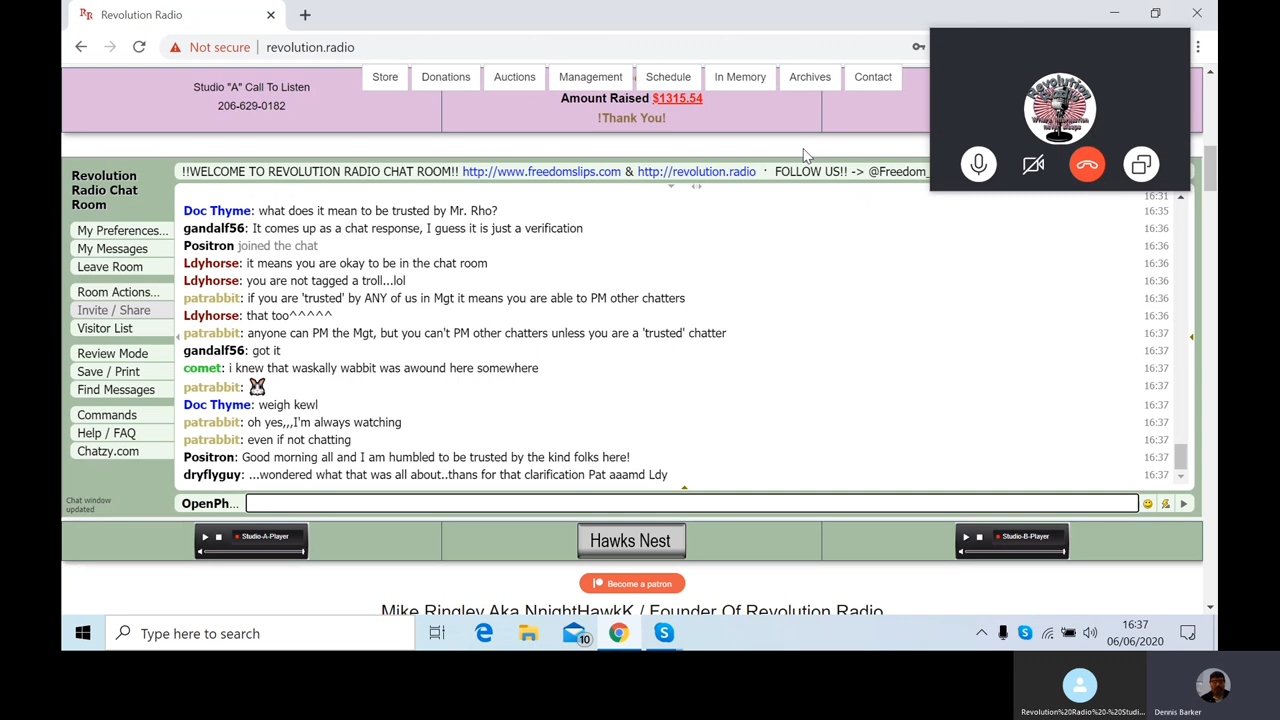 Revolution Radio
Not secure
revolution.radio
Store
Donations
Auctions
Management
Schedule
In Memory
Archives
Contact
Studio "A" Call To Listen
206-629-0182
Amount Raised $1315.54
!Thank You!
Revolution
Radio Chat
Room
!!WELCOME TO REVOLUTION RADIO CHAT ROOM!! http://www.freedomslips.com & http://revolution.radio · FOLLOW US!! -> @Freedom_
My Preferences...
My Messages
Leave Room
Room Actions...
Invite / Share
Visitor List
Review Mode
Save / Print
Find Messages
Commands
Help / FAQ
Chatzy.com
Chat window
updated
16:31
Doc Thyme: what does it mean to be trusted by Mr. Rho? 16:35
gandalf56: It comes up as a chat response, I guess it is just a verification 16:36
Positron joined the chat 16:36
Ldyhorse: it means you are okay to be in the chat room 16:36
Ldyhorse: you are not tagged a troll...lol 16:36
patrabbit: if you are 'trusted' by ANY of us in Mgt it means you are able to PM other chatters 16:36
Ldyhorse: that too^^^^^ 16:36
patrabbit: anyone can PM the Mgt, but you can't PM other chatters unless you are a 'trusted' chatter 16:37
gandalf56: got it 16:37
comet: i knew that waskally wabbit was awound here somewhere 16:37
patrabbit: 16:37
Doc Thyme: weigh kewl 16:37
patrabbit: oh yes,,,I'm always watching 16:37
patrabbit: even if not chatting 16:37
Positron: Good morning all and I am humbled to be trusted by the kind folks here! 16:37
dryflyguy: ...wondered what that was all about..thans for that clarification Pat aaamd Ldy 16:37
OpenPh...
Studio-A-Player
Hawks Nest
Studio-B-Player
Become a patron
Mike Ringley Aka NnightHawkK / Founder Of Revolution Radio
Type here to search
10
16:37
06/06/2020
Revolution%20Radio%20-%20Studi...
Dennis Barker